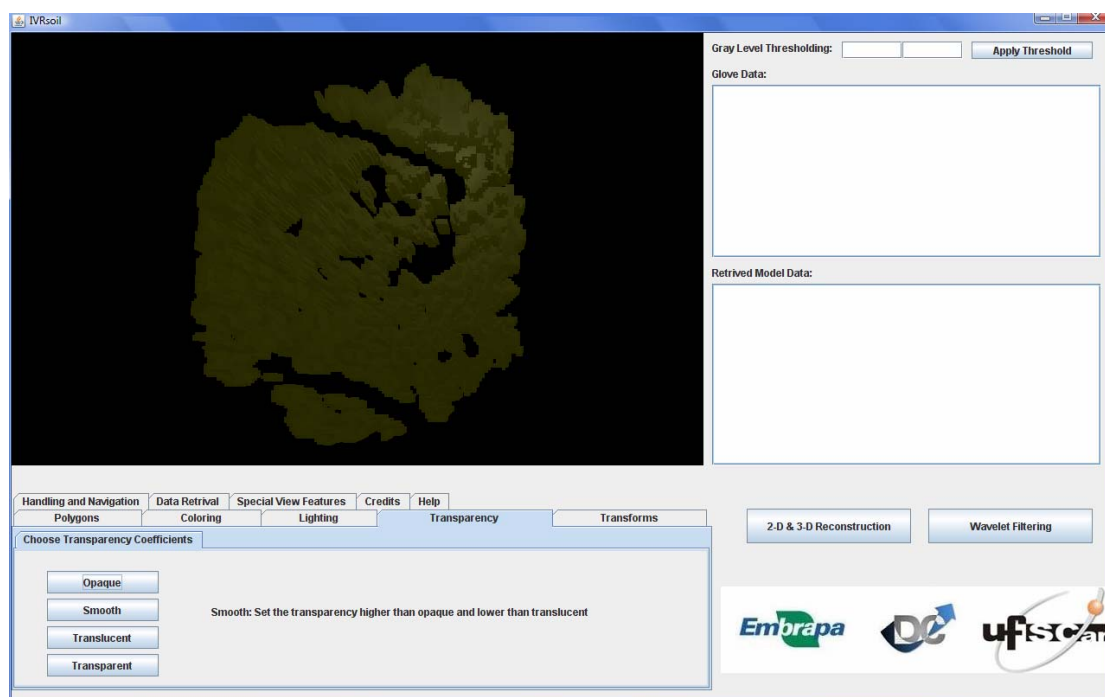 IVRsoil
Gray Level Thresholding: Apply Threshold
Glove Data:
Retrived Model Data:
Handling and Navigation Data Retrival Special View Features Credits Help
Polygons Coloring Lighting Transparency Transforms
Choose Transparency Coefficients
Opaque
Smooth
Smooth: Set the transparency higher than opaque and lower than translucent
Translucent
Transparent
2-D & 3-D Reconstruction Wavelet Filtering
Embrapa DC ufscar